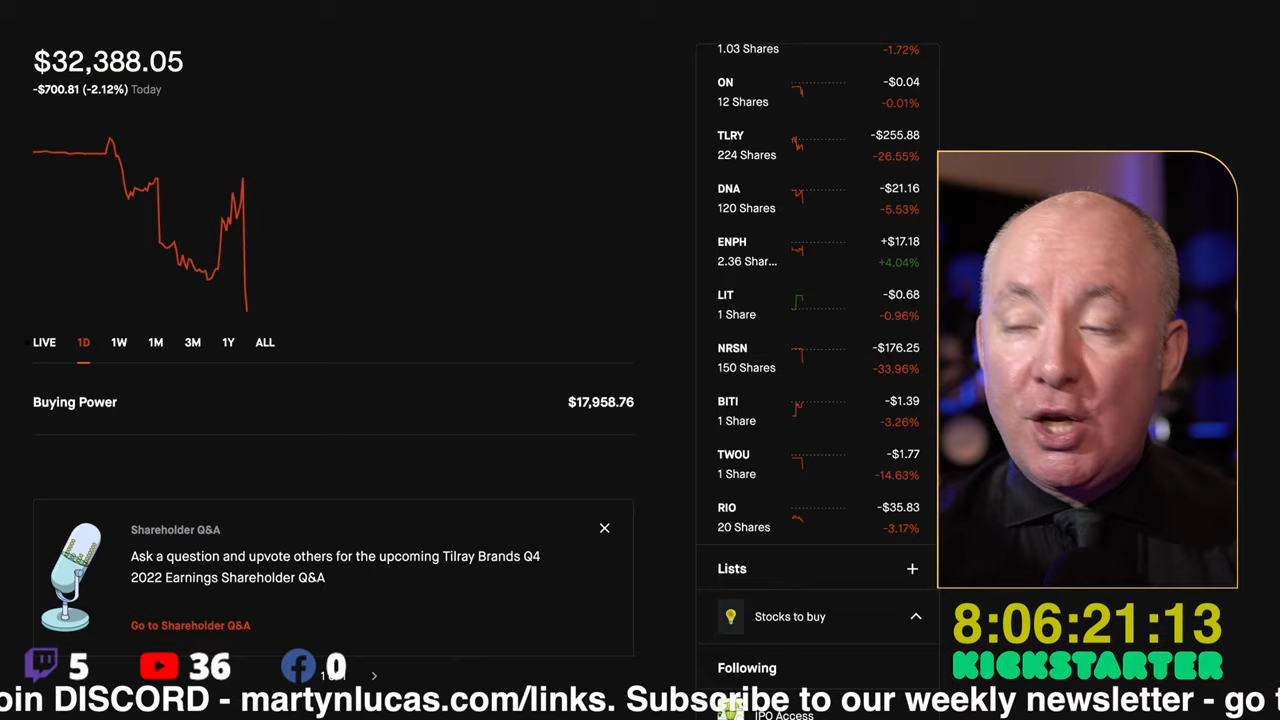 $32,388.05
-$700.81 (-2.12%) Today
LIVE 1D 1W 1M 3M 1Y ALL
Buying Power $17,958.76
Shareholder Q&A
Ask a question and upvote others for the upcoming Tilray Brands Q4
2022 Earnings Shareholder Q&A
Go to Shareholder Q&A
1.03 Shares -1.72%
ON -$0.04
12 Shares -0.01%
TLRY -$255.88
224 Shares -26.55%
DNA -$21.16
120 Shares -5.53%
ENPH +$17.18
2.36 Shar... +4.04%
LIT -$0.68
1 Share -0.96%
NRSN -$176.25
150 Shares -33.96%
BITI -$1.39
1 Share -3.26%
TWOU -$1.77
1 Share -14.63%
RIO -$35.83
20 Shares -3.17%
Lists +
Stocks to buy
Following
IPO Access
8:06:21:13
KICKSTARTER
5 36 0
oin DISCORD - martynlucas.com/links. Subscribe to our weekly newsletter - go t